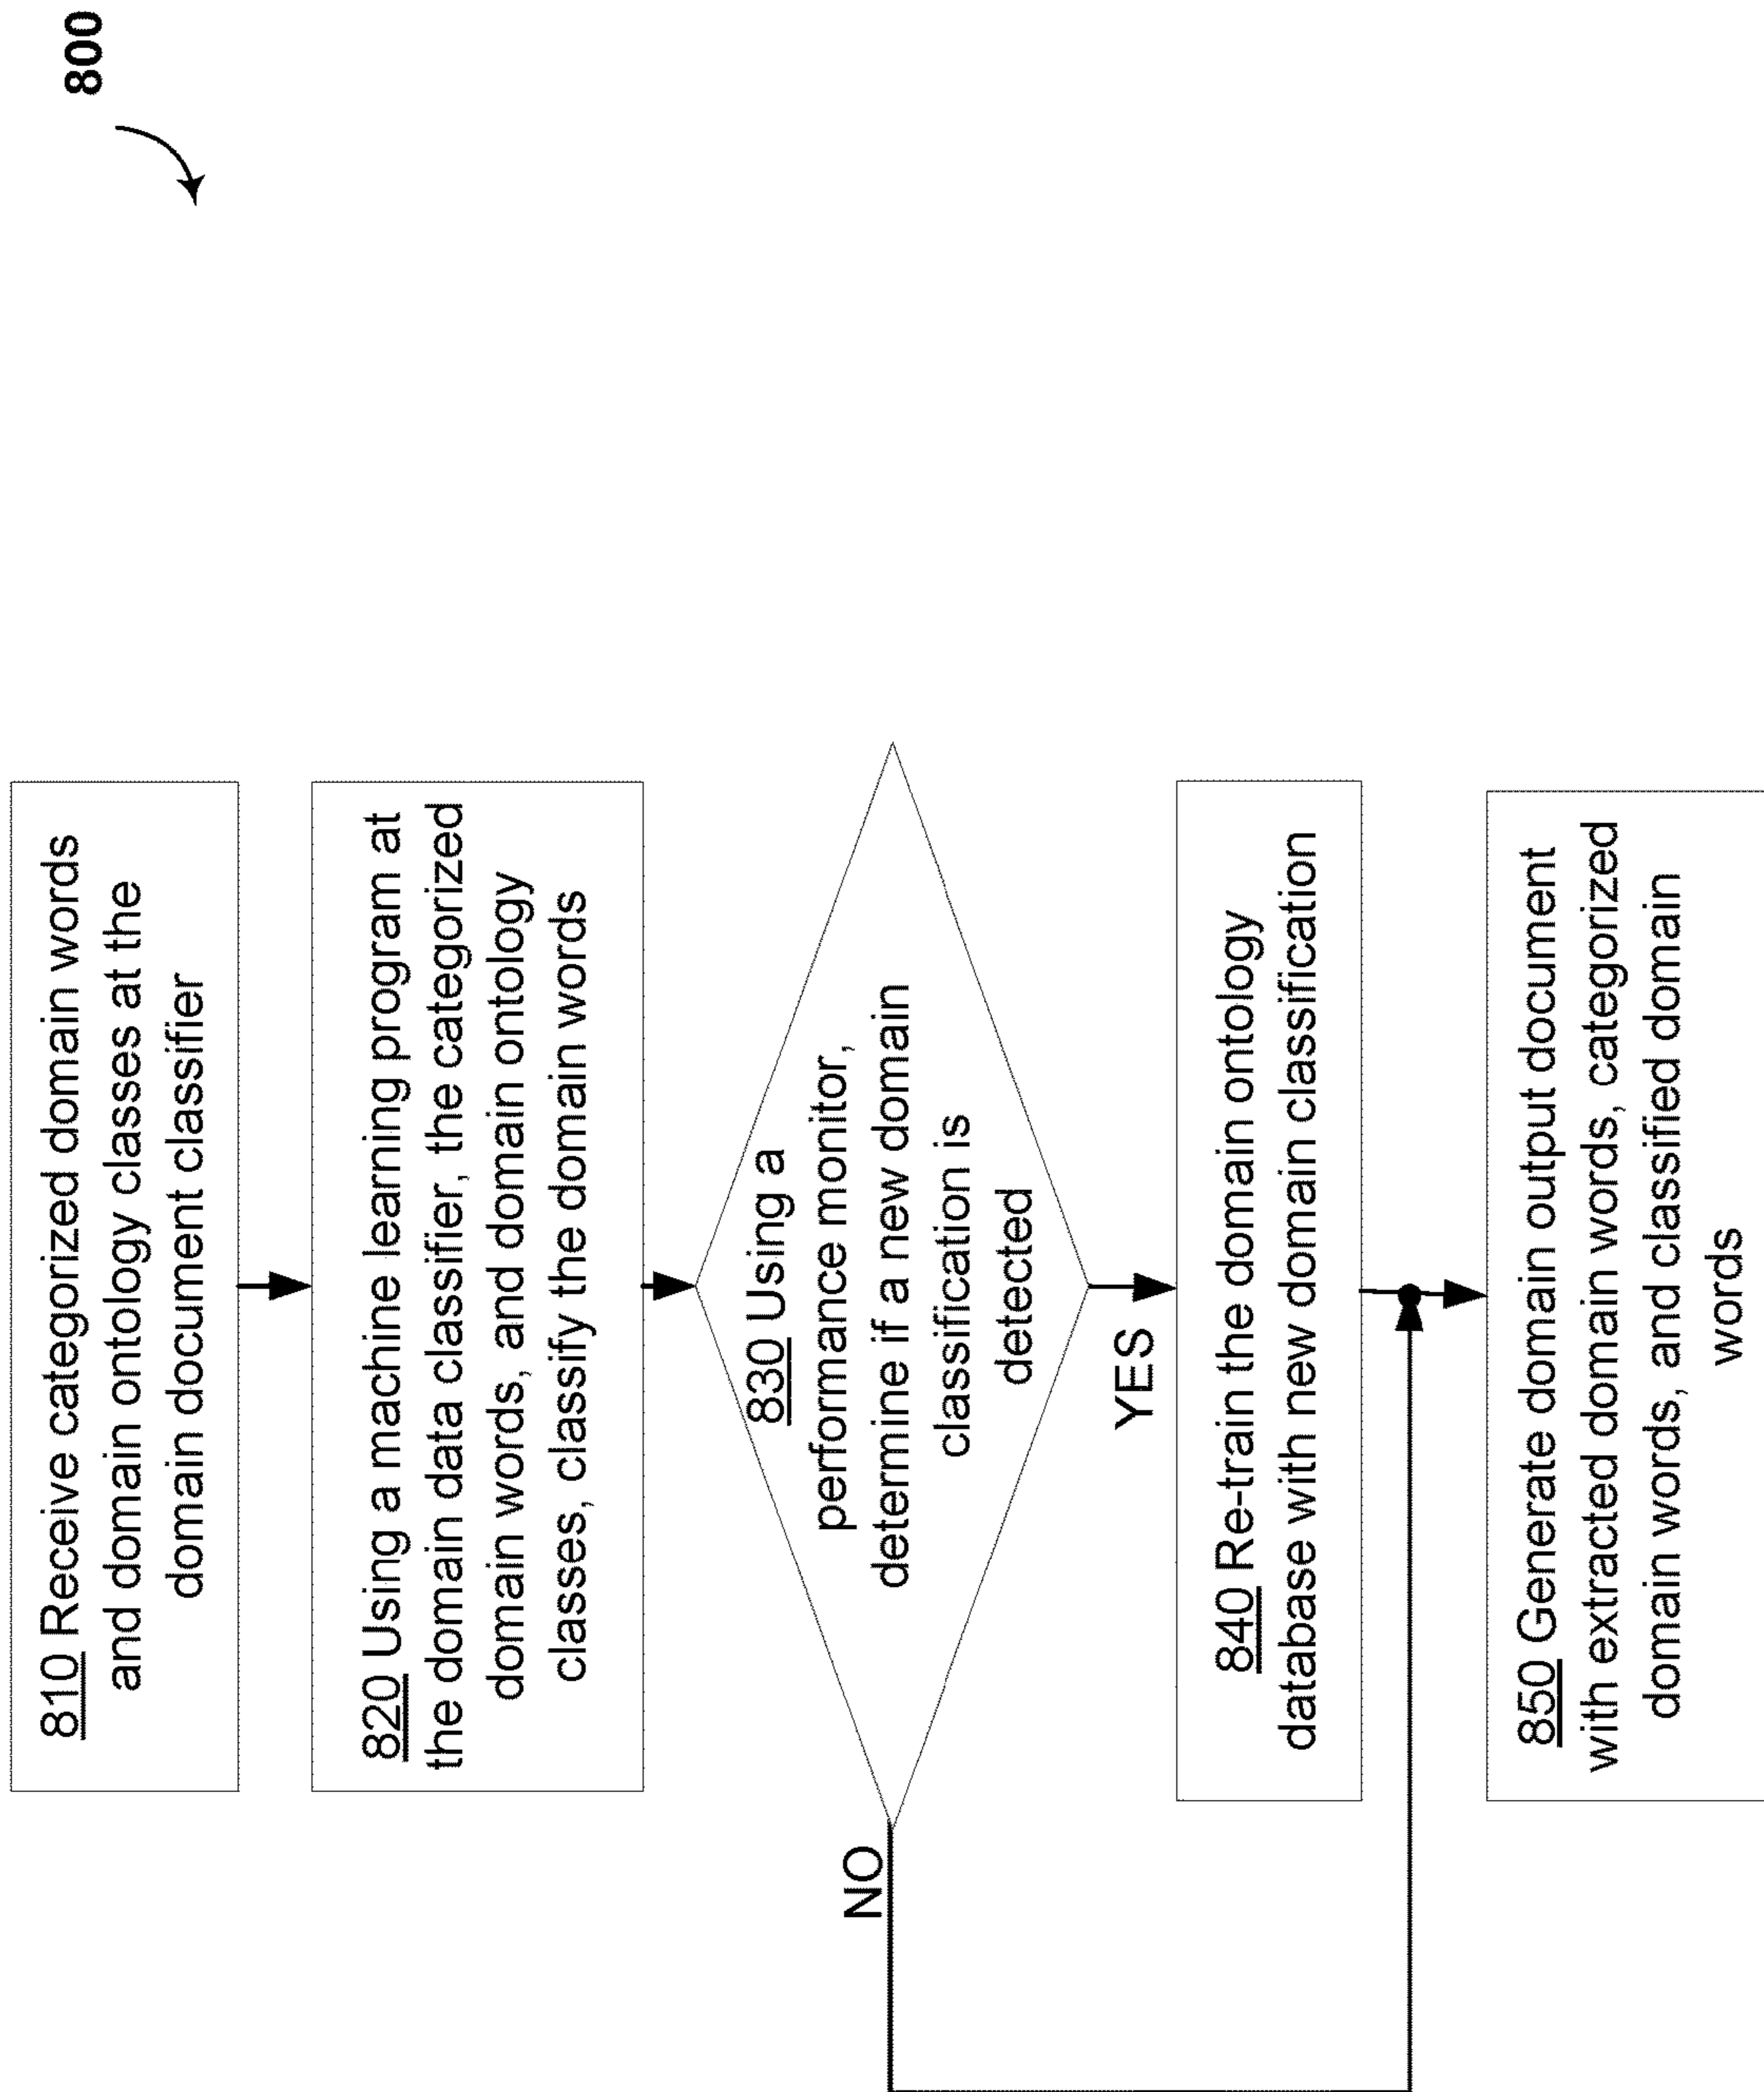 800
810 Receive categorized domain words
and domain ontology classes at the
domain document classifier
820 Using a machine learning program at
the domain data classifier, the categorized
domain words, and domain ontology
classes, classify the domain words
830 Using a
performance monitor,
determine if a new domain
classification is
detected
NO
YES
840 Re-train the domain ontology
database with new domain classification
850 Generate domain output document
with extracted domain words, categorized
domain words, and classified domain
words